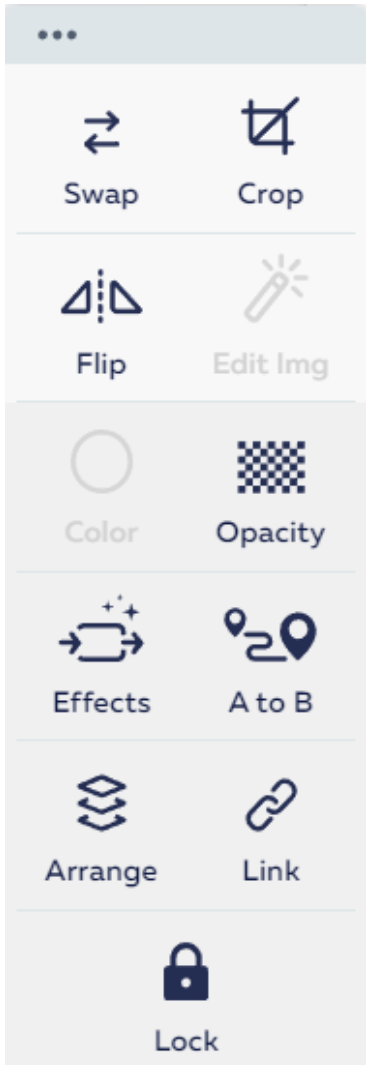 Swap Crop
Flip Edit Img
Color Opacity
Effects A to B
Arrange Link
Lock